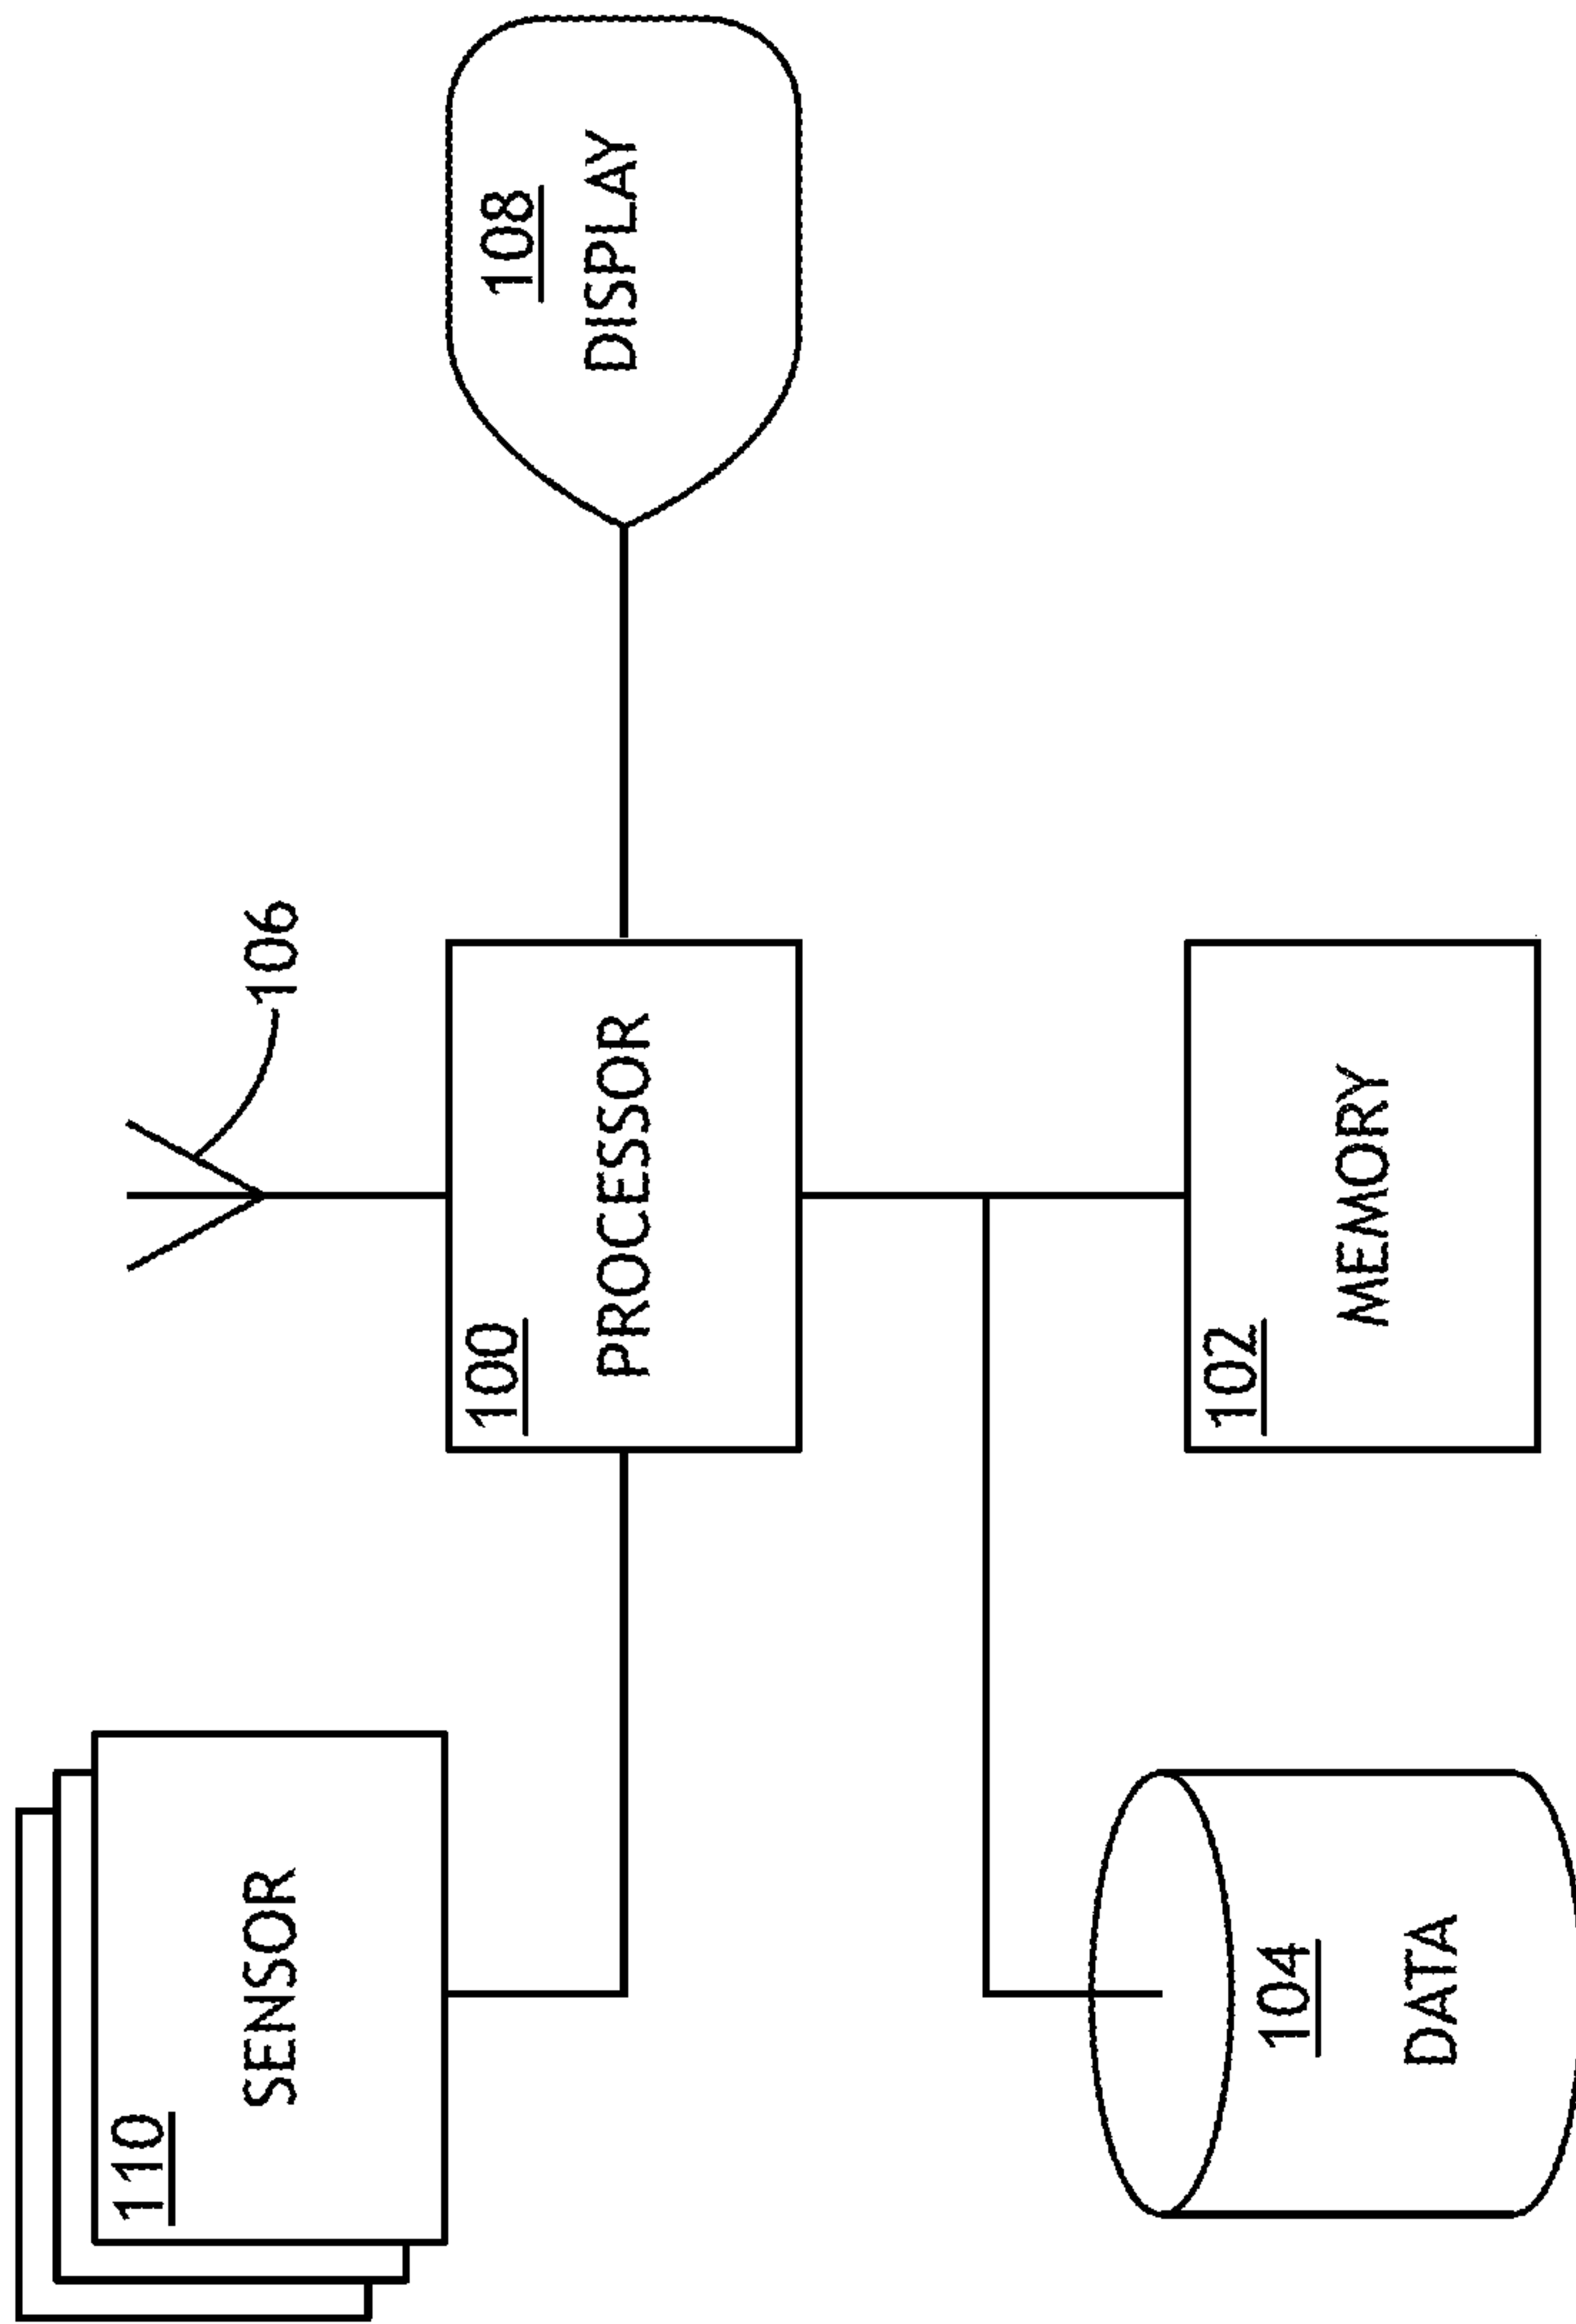 110
SENSOR
106
100
PROCESSOR
108
DISPLAY
104
DATA
102
MEMORY